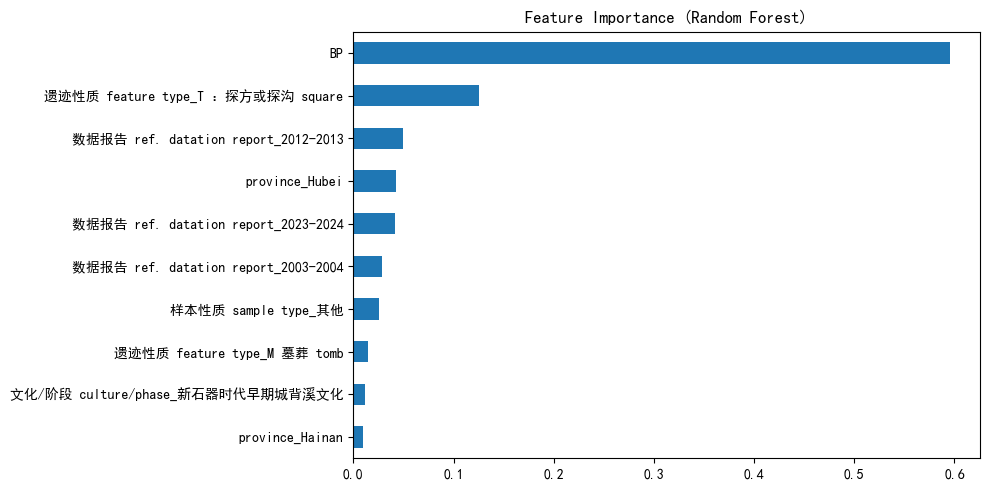 Feature Importance (Random Forest)
BP
遗迹性质 feature type_T ：探方或探沟 square
数据报告 ref. datation report_2012-2013
province_Hubei
数据报告 ref. datation report_2023-2024
数据报告 ref. datation report_2003-2004
样本性质 sample type_其他
遗迹性质 feature type_M 墓葬 tomb
文化/阶段 culture/phase_新石器时代早期城背溪文化
province_Hainan
0.0 0.1 0.2 0.3 0.4 0.5 0.6